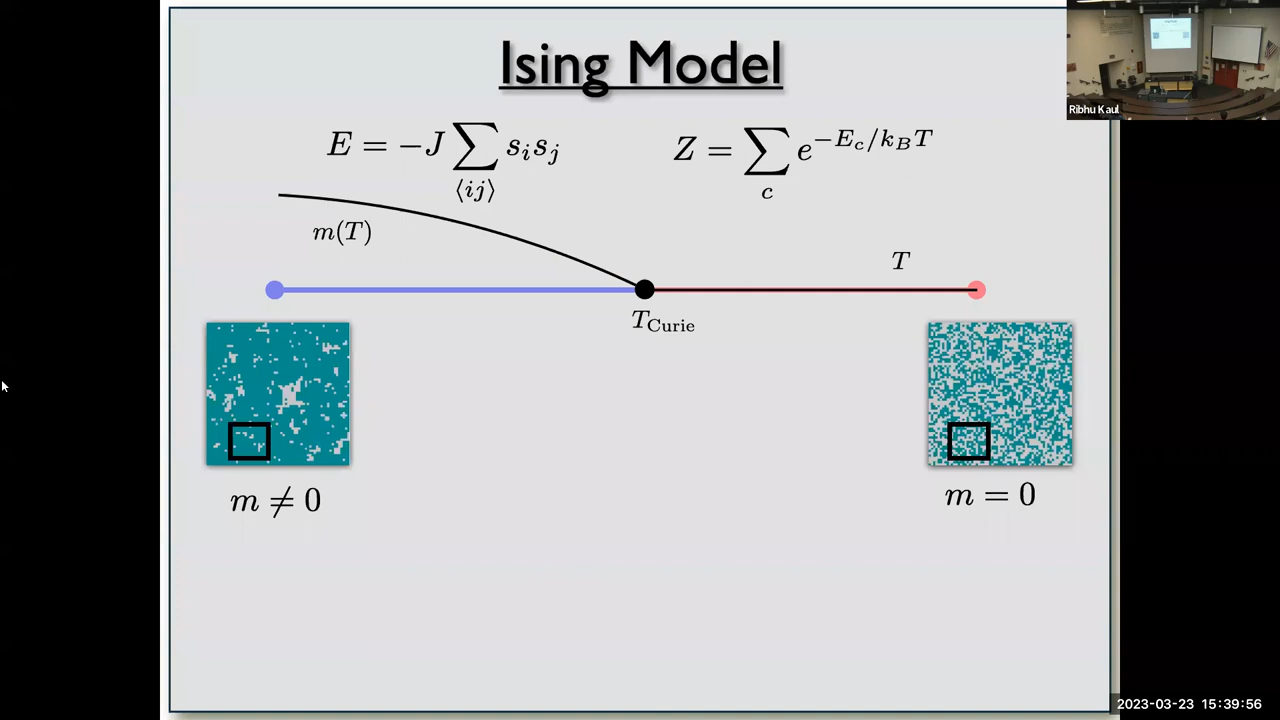 Ising Model
E = −J ∑⟨ij⟩ s_i s_j
Z = ∑_c e^{−E_c/k_B T}
m(T)
T
T_Curie
m ≠ 0
m = 0
Ribhu Kaul
2023-03-23 15:39:56